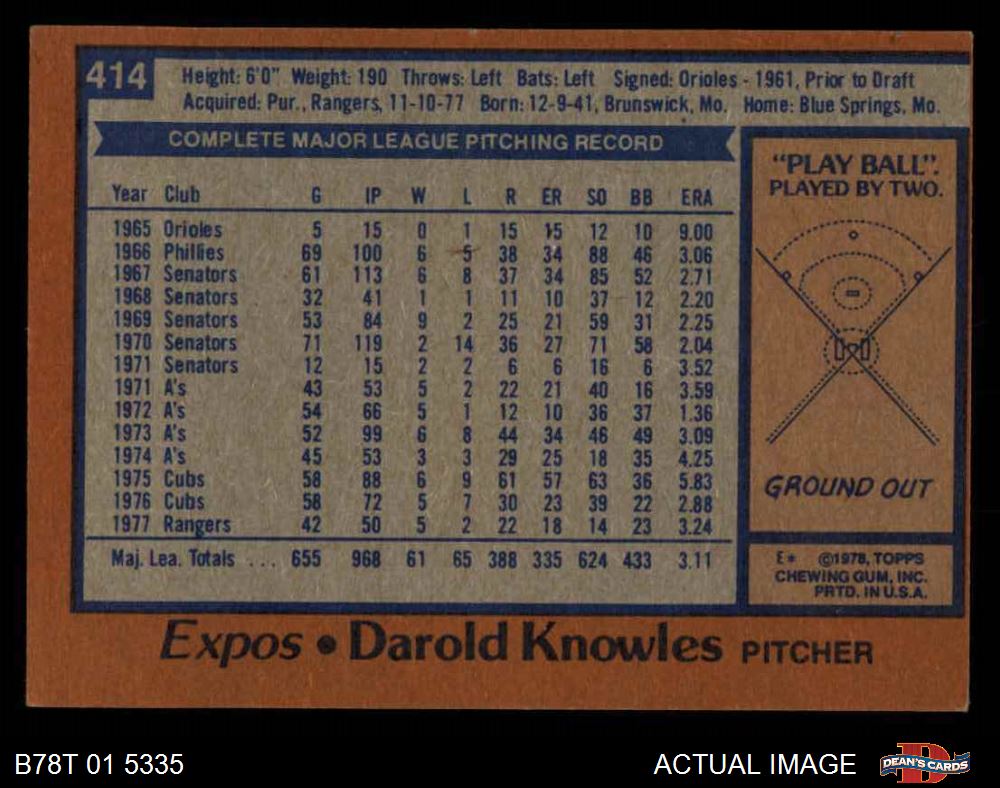 414
Height: 6'0" Weight: 190 Throws: Left Bats: Left Signed: Orioles - 1961, Prior to Draft
Acquired: Pur., Rangers, 11-10-77 Born: 12-9-41, Brunswick, Mo. Home: Blue Springs, Mo.
COMPLETE MAJOR LEAGUE PITCHING RECORD
Year Club G IP W L R ER SO BB ERA
1965 Orioles 5 15 0 1 15 15 12 10 9.00
1966 Phillies 69 100 6 5 38 34 88 46 3.06
1967 Senators 61 113 6 8 37 34 85 52 2.71
1968 Senators 32 41 1 1 11 10 37 12 2.20
1969 Senators 53 84 9 2 25 21 59 31 2.25
1970 Senators 71 119 2 14 36 27 71 58 2.04
1971 Senators 12 15 2 2 6 6 16 6 3.52
1971 A's 43 53 5 2 22 21 40 16 3.59
1972 A's 54 66 5 1 12 10 36 37 1.36
1973 A's 52 99 6 8 44 34 46 49 3.09
1974 A's 45 53 3 3 29 25 18 35 4.25
1975 Cubs 58 88 6 9 61 57 63 36 5.83
1976 Cubs 58 72 5 7 30 23 39 22 2.88
1977 Rangers 42 50 5 2 22 18 14 23 3.24
Maj. Lea. Totals . . . 655 968 61 65 388 335 624 433 3.11
"PLAY BALL".
PLAYED BY TWO.
GROUND OUT
E* ©1978, TOPPS
CHEWING GUM, INC.
PRTD. IN U.S.A.
Expos • Darold Knowles PITCHER
B78T 01 5335
ACTUAL IMAGE
D
DEAN'S CARDS